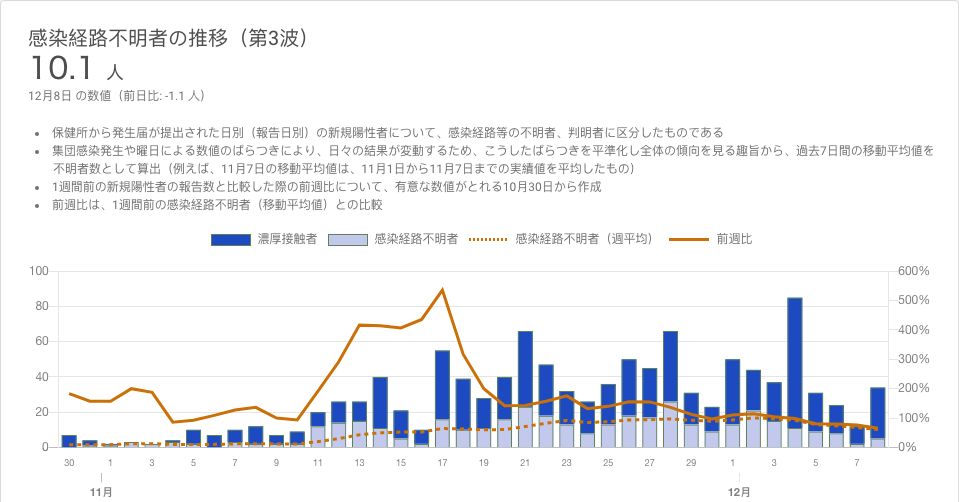 感染経路不明者の推移（第3波）
10.1 人
12月8日 の数値（前日比: -1.1 人）
• 保健所から発生届が提出された日別（報告日別）の新規陽性者について、感染経路等の不明者、判明者に区分したものである
• 集団感染発生や曜日による数値のばらつきにより、日々の結果が変動するため、こうしたばらつきを平準化し全体の傾向を見る趣旨から、過去7日間の移動平均値を
不明者数として算出（例えば、11月7日の移動平均値は、11月1日から11月7日までの実績値を平均したもの）
• 1週間前の新規陽性者の報告数と比較した際の前週比について、有意な数値がとれる10月30日から作成
• 前週比は、1週間前の感染経路不明者（移動平均値）との比較
濃厚接触者 感染経路不明者 感染経路不明者（週平均） 前週比
100 600%
500%
80
400%
60
300%
40
200%
20
100%
0 0%
30 1 3 5 7 9 11 13 15 17 19 21 23 25 27 29 1 3 5 7
11月 12月